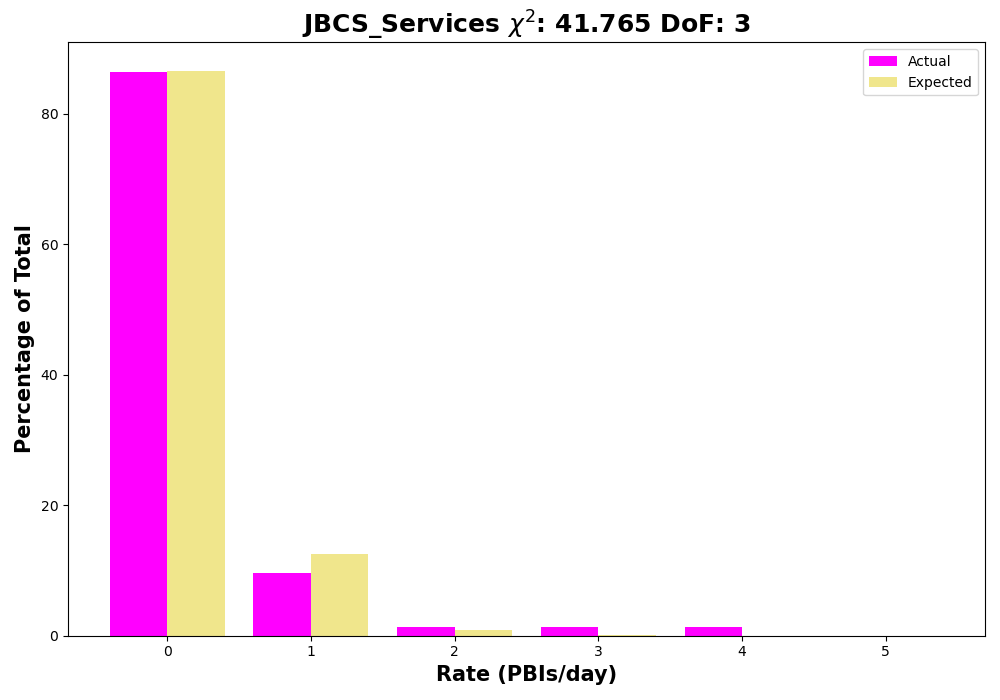 JBCS_Services χ²: 41.765 DoF: 3
Actual
Expected
Percentage of Total
80
60
40
20
0
0 1 2 3 4 5
Rate (PBIs/day)